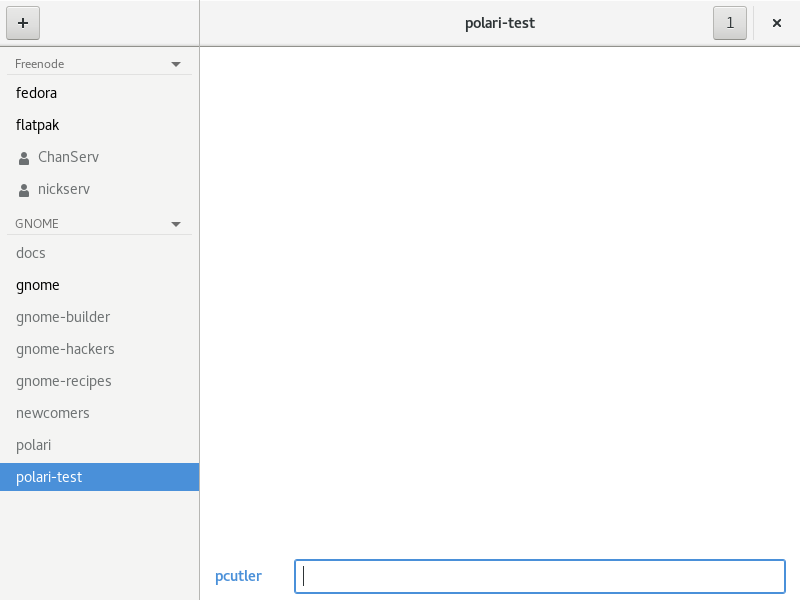 +
polari-test
1
×
Freenode
fedora
flatpak
ChanServ
nickserv
GNOME
docs
gnome
gnome-builder
gnome-hackers
gnome-recipes
newcomers
polari
polari-test
pcutler